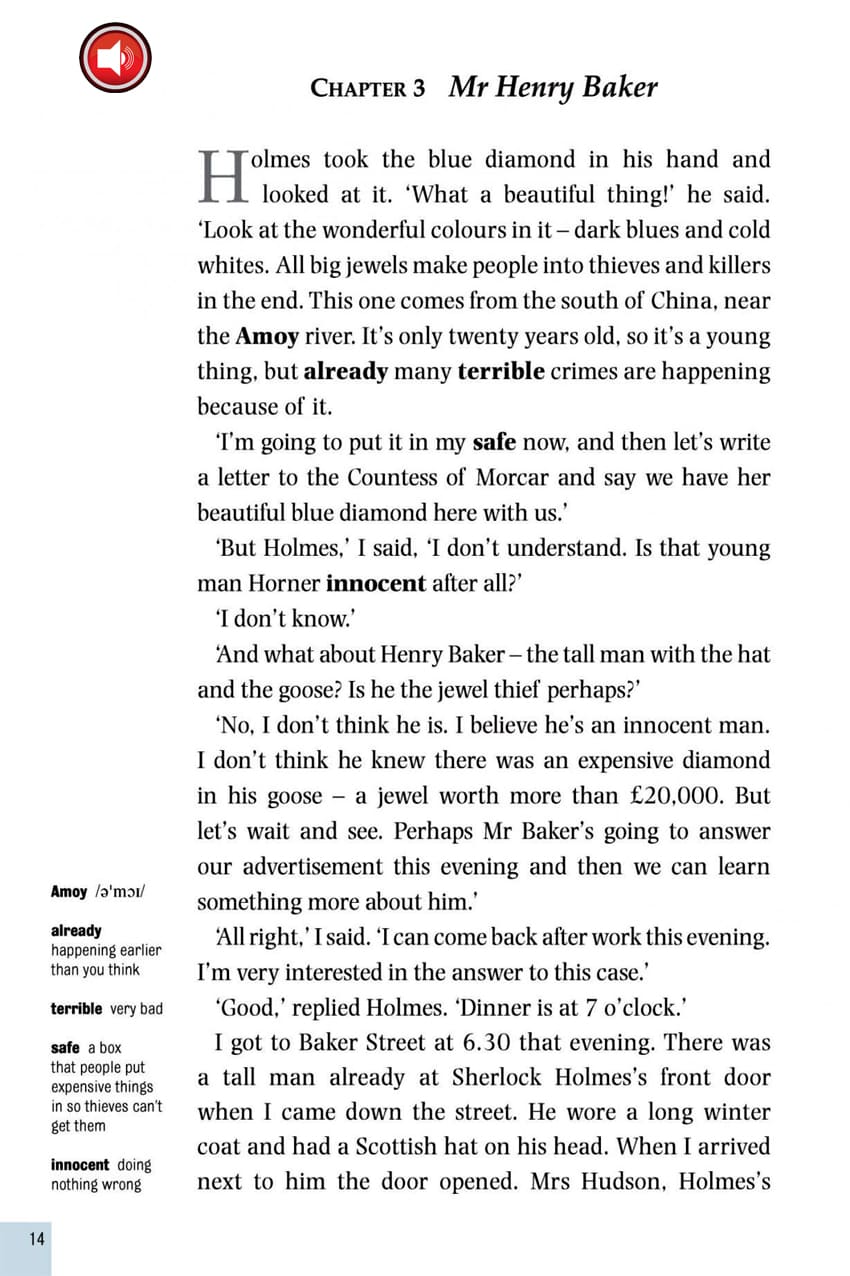 CHAPTER 3 Mr Henry Baker
Holmes took the blue diamond in his hand and
looked at it. ‘What a beautiful thing!’ he said.
‘Look at the wonderful colours in it – dark blues and cold
whites. All big jewels make people into thieves and killers
in the end. This one comes from the south of China, near
the Amoy river. It’s only twenty years old, so it’s a young
thing, but already many terrible crimes are happening
because of it.
‘I’m going to put it in my safe now, and then let’s write
a letter to the Countess of Morcar and say we have her
beautiful blue diamond here with us.’
‘But Holmes,’ I said, ‘I don’t understand. Is that young
man Horner innocent after all?’
‘I don’t know.’
‘And what about Henry Baker – the tall man with the hat
and the goose? Is he the jewel thief perhaps?’
‘No, I don’t think he is. I believe he’s an innocent man.
I don’t think he knew there was an expensive diamond
in his goose – a jewel worth more than £20,000. But
let’s wait and see. Perhaps Mr Baker’s going to answer
our advertisement this evening and then we can learn
something more about him.’
‘All right,’ I said. ‘I can come back after work this evening.
I’m very interested in the answer to this case.’
‘Good,’ replied Holmes. ‘Dinner is at 7 o’clock.’
I got to Baker Street at 6.30 that evening. There was
a tall man already at Sherlock Holmes’s front door
when I came down the street. He wore a long winter
coat and had a Scottish hat on his head. When I arrived
next to him the door opened. Mrs Hudson, Holmes’s
Amoy /ə'mɔɪ/
already
happening earlier
than you think
terrible very bad
safe a box
that people put
expensive things
in so thieves can’t
get them
innocent doing
nothing wrong
14